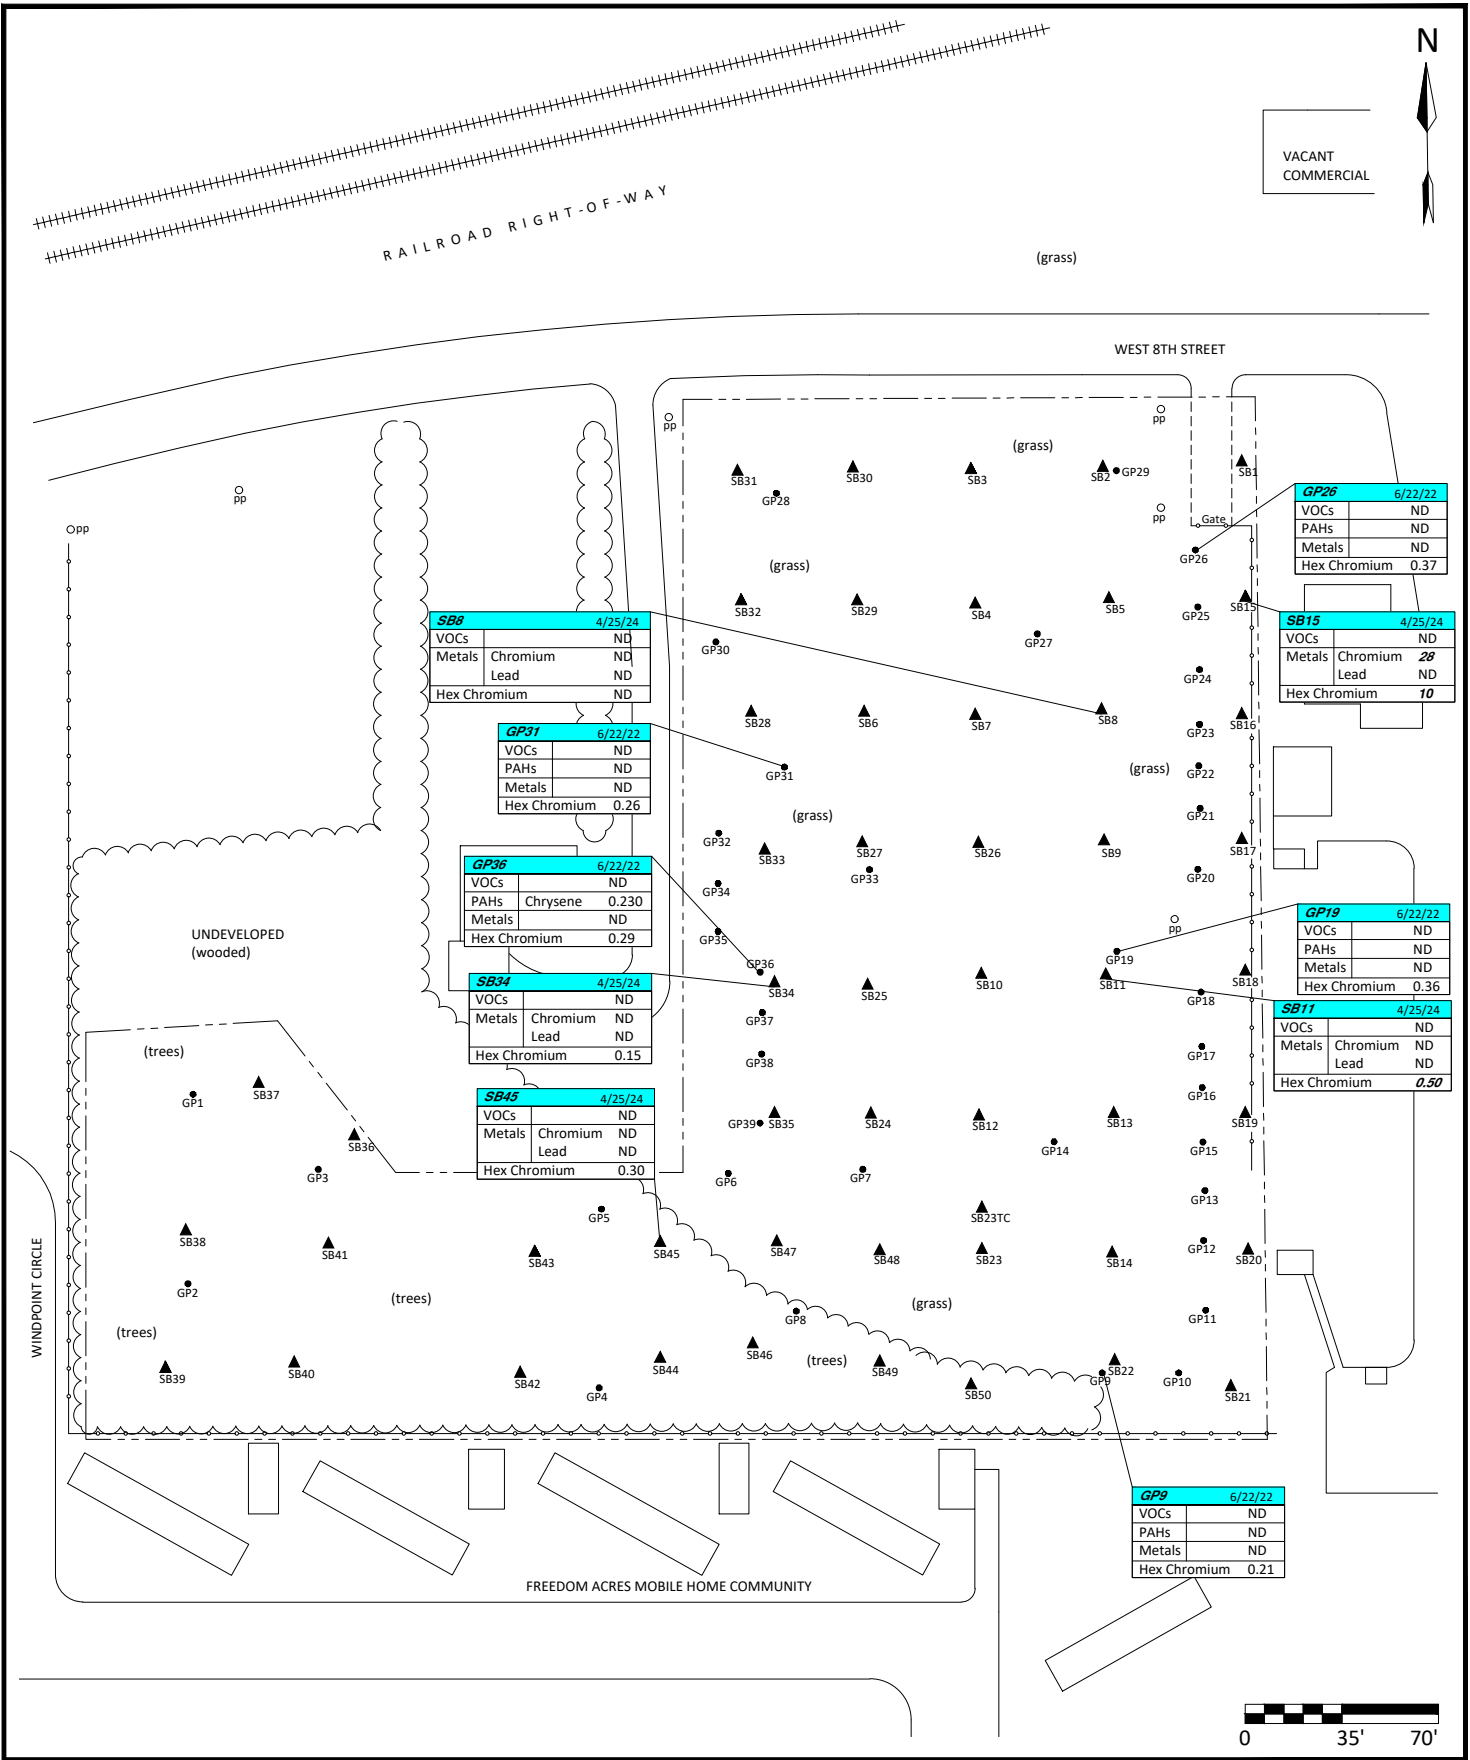 N
VACANT
COMMERCIAL
RAILROAD RIGHT-OF-WAY
(grass)
WEST 8TH STREET
pp
pp
(grass)
SB31
SB30
SB3
SB2
GP29
SB1
GP28
pp
pp
pp
Gate
GP26 6/22/22
VOCs ND
PAHs ND
Metals ND
Hex Chromium 0.37
GP26
(grass)
SB32
SB29
SB4
SB5
GP25
SB15
GP30
GP27
SB8 4/25/24
VOCs ND
Metals Chromium ND
Lead ND
Hex Chromium ND
SB15 4/25/24
VOCs ND
Metals Chromium 28
Lead ND
Hex Chromium 10
GP24
SB28
SB6
SB7
SB8
GP23
SB16
GP31 6/22/22
VOCs ND
PAHs ND
Metals ND
Hex Chromium 0.26
GP31
(grass)
GP22
(grass)
GP21
GP32
SB33
SB27
SB26
SB9
SB17
GP36 6/22/22
VOCs ND
PAHs Chrysene 0.230
Metals ND
Hex Chromium 0.29
GP34
GP33
GP20
UNDEVELOPED
(wooded)
GP35
pp
GP19 6/22/22
VOCs ND
PAHs ND
Metals ND
Hex Chromium 0.36
GP36
GP19
SB34 4/25/24
VOCs ND
Metals Chromium ND
Lead ND
Hex Chromium 0.15
SB34
SB25
SB10
SB11
SB18
GP18
SB11 4/25/24
VOCs ND
Metals Chromium ND
Lead ND
Hex Chromium 0.50
GP37
(trees)
GP38
GP17
SB37
GP1
GP16
SB45 4/25/24
VOCs ND
Metals Chromium ND
Lead ND
Hex Chromium 0.30
GP39
SB35
SB24
SB12
SB13
SB19
SB36
GP14
GP15
GP3
GP6
GP7
GP13
GP5
SB23TC
SB38
SB41
SB43
SB45
SB47
SB48
SB23
SB14
GP12
SB20
WINDPOINT CIRCLE
GP2
(trees)
(grass)
GP8
GP11
(trees)
SB39
SB40
SB42
SB44
SB46
(trees)
SB49
SB22
GP9
GP10
GP4
SB50
SB21
GP9 6/22/22
VOCs ND
PAHs ND
Metals ND
Hex Chromium 0.21
FREEDOM ACRES MOBILE HOME COMMUNITY
0 35' 70'